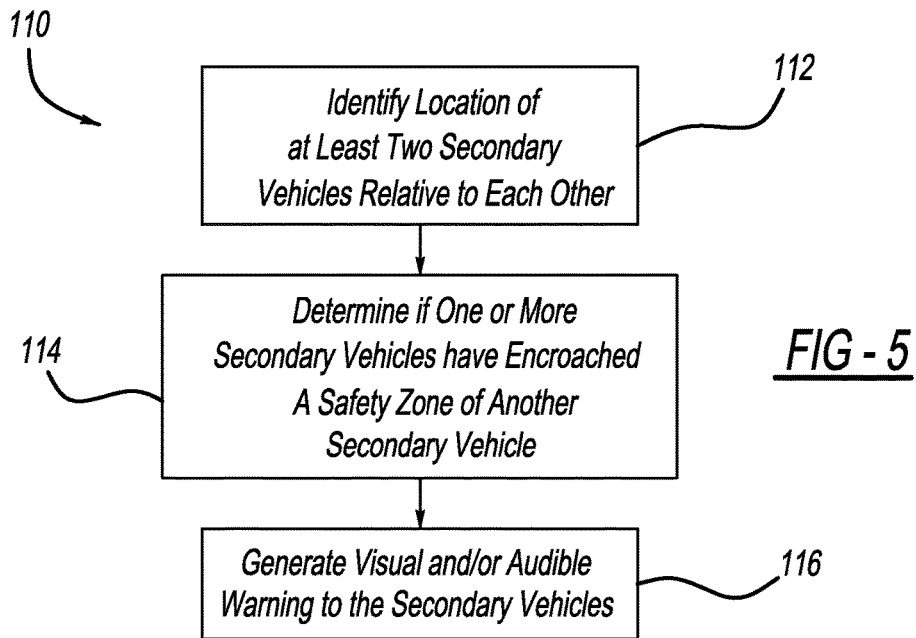 110
Identify Location of
at Least Two Secondary
Vehicles Relative to Each Other
112
Determine if One or More
Secondary Vehicles have Encroached
A Safety Zone of Another
Secondary Vehicle
114
FIG - 5
Generate Visual and/or Audible
Warning to the Secondary Vehicles
116